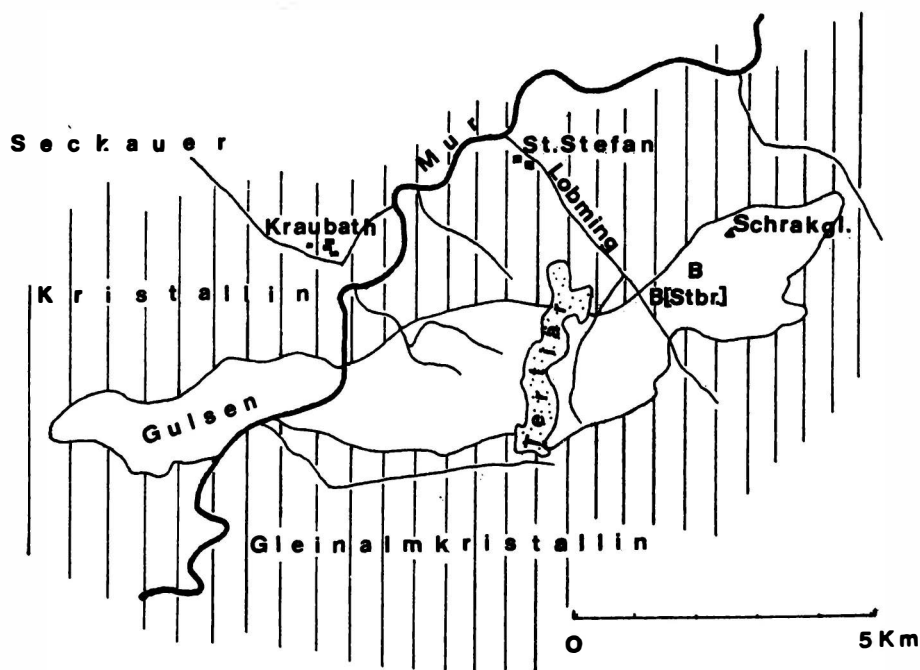 Seckauer
Mur
St.Stefan
Lobming
Kraubath
Schrakgl.
B
B[Stbr.]
Kristallin
Tertiär
Gulsen
Gleinalmkristallin
0
5 Km